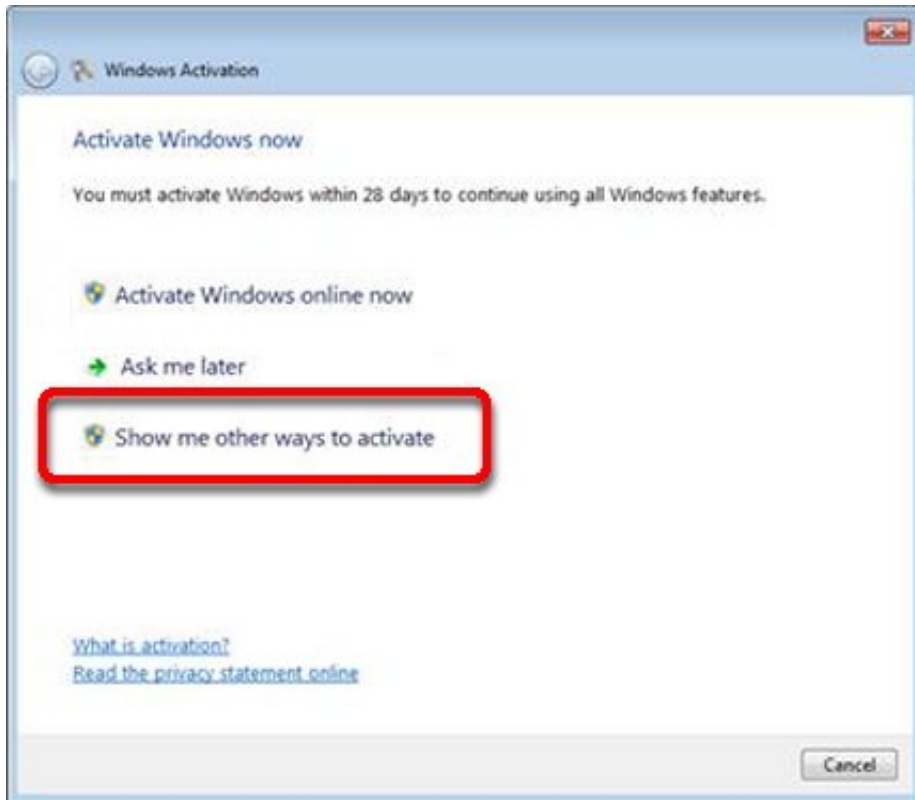 Windows Activation
Activate Windows now
You must activate Windows within 28 days to continue using all Windows features.
Activate Windows online now
Ask me later
Show me other ways to activate
What is activation?
Read the privacy statement online
Cancel